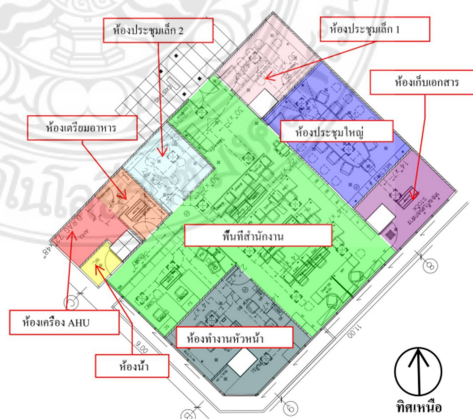 ห้องประชุมเล็ก 2
ห้องประชุมเล็ก 1
ห้องเก็บเอกสาร
ห้องเตรียมอาหาร
ห้องประชุมใหญ่
พื้นที่สำนักงาน
ห้องเครื่อง AHU
ห้องทำงานหัวหน้า
ห้องน้ำ
6.00
11.00
ทิศเหนือ